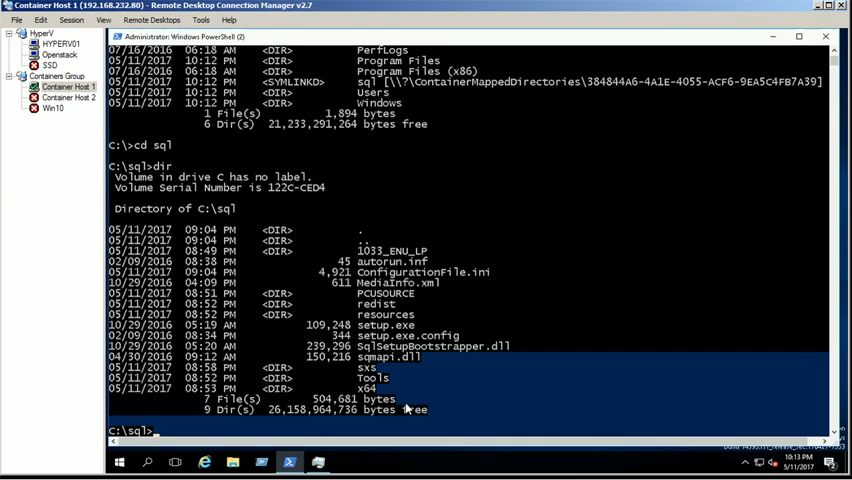 Container Host 1 (192.168.232.80) - Remote Desktop Connection Manager v2.7
File Edit Session View Remote Desktops Tools Help
HyperV
HYPERV01
Openstack
SSD
Containers Group
Container Host 1
Container Host 2
Win10
Administrator: Windows PowerShell (2)
07/16/2016 06:18 AM <DIR> PerfLogs
05/11/2017 10:12 PM <DIR> Program Files
07/16/2016 06:18 AM <DIR> Program Files (x86)
05/11/2017 10:12 PM <SYMLINKD> sql [\\?\ContainerMappedDirectories\384844A6-4A1E-4055-ACF6-9EA5C4FB7A39]
05/11/2017 10:12 PM <DIR> Users
05/11/2017 10:12 PM <DIR> Windows
1 File(s) 1,894 bytes
6 Dir(s) 21,233,291,264 bytes free
C:\>cd sql
C:\sql>dir
Volume in drive C has no label.
Volume Serial Number is 122C-CED4
Directory of C:\sql
05/11/2017 09:04 PM <DIR> .
05/11/2017 09:04 PM <DIR> ..
05/11/2017 08:49 PM <DIR> 1033_ENU_LP
02/09/2016 08:33 PM 45 autorun.inf
05/11/2017 09:04 PM 4,921 ConfigurationFile.ini
10/29/2016 04:09 PM 611 MediaInfo.xml
05/11/2017 08:51 PM <DIR> PCUSOURCE
05/11/2017 08:52 PM <DIR> redist
05/11/2017 08:52 PM <DIR> resources
10/29/2016 05:19 AM 109,248 setup.exe
02/09/2016 08:34 PM 344 setup.exe.config
10/29/2016 05:20 AM 239,296 SqlSetupBootstrapper.dll
04/30/2016 09:12 AM 150,216 sqmapi.dll
05/11/2017 08:58 PM <DIR> sxs
05/11/2017 08:52 PM <DIR> Tools
05/11/2017 08:53 PM <DIR> x64
7 File(s) 504,681 bytes
9 Dir(s) 26,158,964,736 bytes free
C:\sql>
10:13 PM
5/11/2017